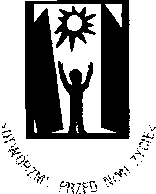 OTWÓRZMY PRZED NIMI ŻYCIE